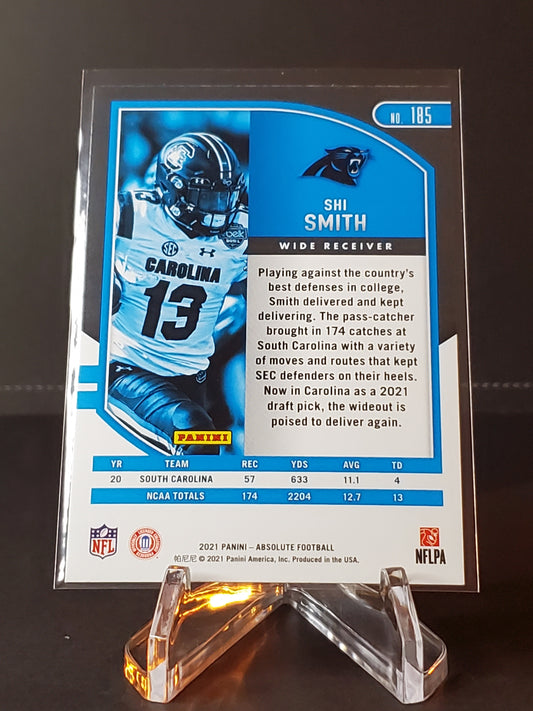 NO. 185
SHI
SMITH
WIDE RECEIVER
13
belk
BOWL
SEC
CAROLINA
13
Playing against the country's
best defenses in college,
Smith delivered and kept
delivering. The pass-catcher
brought in 174 catches at
South Carolina with a variety
of moves and routes that kept
SEC defenders on their heels.
Now in Carolina as a 2021
draft pick, the wideout is
poised to deliver again.
PANINI
YR TEAM REC YDS AVG TD
20 SOUTH CAROLINA 57 633 11.1 4
NCAA TOTALS 174 2204 12.7 13
NFL
2021 PANINI – ABSOLUTE FOOTBALL
帕尼尼 © 2021 Panini America, Inc. Produced in the USA.
NFLPA